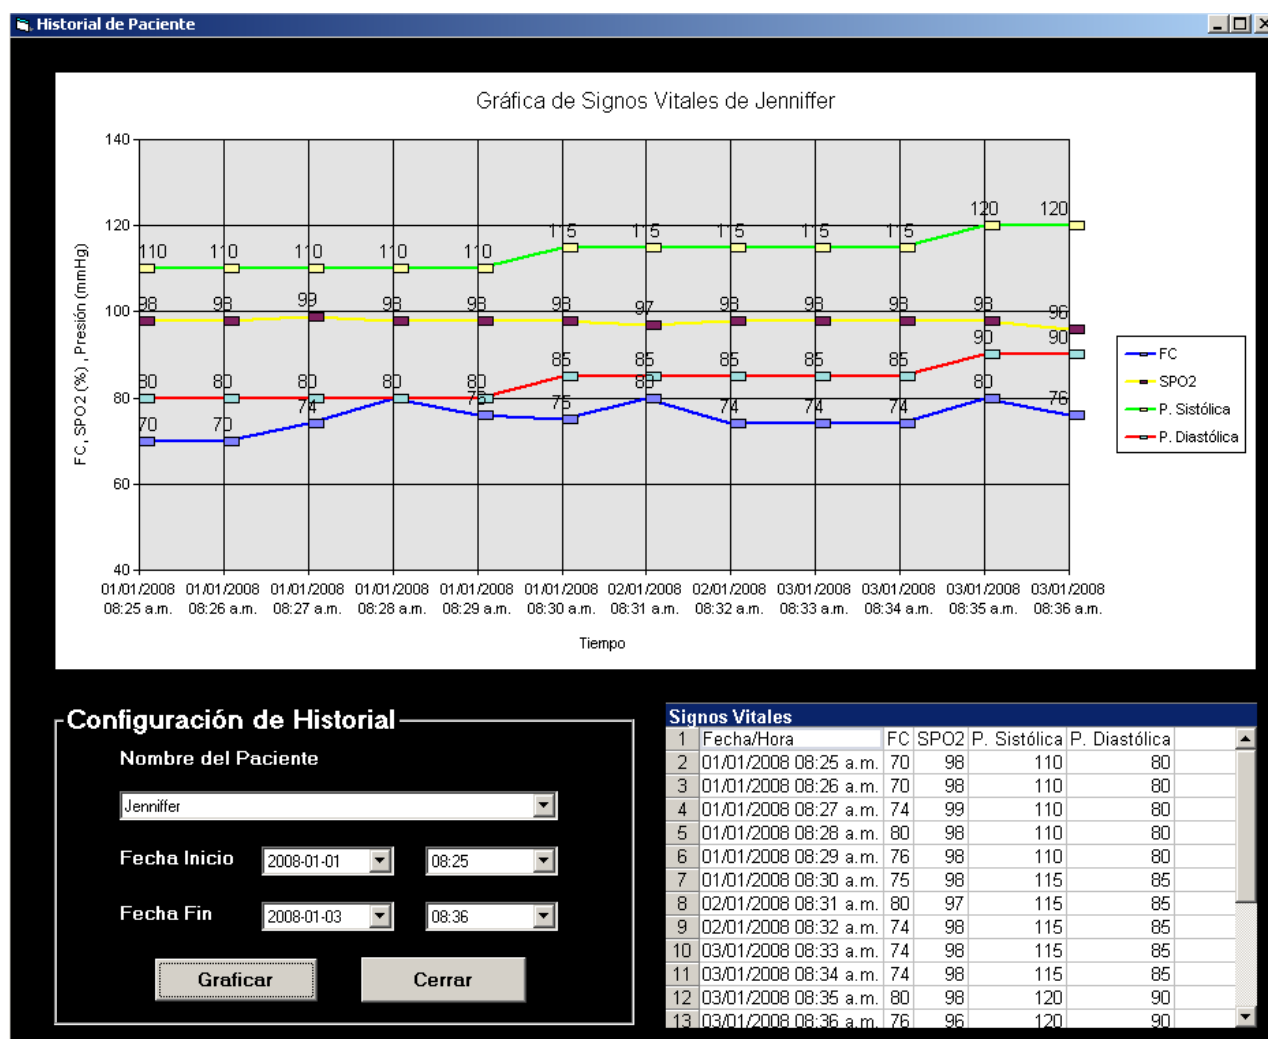 Historial de Paciente
Gráfica de Signos Vitales de Jenniffer
FC, SPO2 (%) , Presión (mmHg)
140
120
100
80
60
40
110 110 110 110 110 115 115 115 115 115 120 120
98 98 99 98 98 98 97 98 98 98 98 96
80 80 80 80 85 85 85 85 85 90 90
70 70 74 80 76 75 80 74 74 74 80 76
01/01/2008 01/01/2008 01/01/2008 01/01/2008 01/01/2008 01/01/2008 02/01/2008 02/01/2008 03/01/2008 03/01/2008 03/01/2008 03/01/2008
08:25 a.m. 08:26 a.m. 08:27 a.m. 08:28 a.m. 08:29 a.m. 08:30 a.m. 08:31 a.m. 08:32 a.m. 08:33 a.m. 08:34 a.m. 08:35 a.m. 08:36 a.m.
Tiempo
FC
SPO2
P. Sistólica
P. Diastólica
Configuración de Historial
Nombre del Paciente
Jenniffer
Fecha Inicio 2008-01-01 08:25
Fecha Fin 2008-01-03 08:36
Graficar Cerrar
Signos Vitales
1 Fecha/Hora FC SPO2 P. Sistólica P. Diastólica
2 01/01/2008 08:25 a.m. 70 98 110 80
3 01/01/2008 08:26 a.m. 70 98 110 80
4 01/01/2008 08:27 a.m. 74 99 110 80
5 01/01/2008 08:28 a.m. 80 98 110 80
6 01/01/2008 08:29 a.m. 76 98 110 80
7 01/01/2008 08:30 a.m. 75 98 115 85
8 02/01/2008 08:31 a.m. 80 97 115 85
9 02/01/2008 08:32 a.m. 74 98 115 85
10 03/01/2008 08:33 a.m. 74 98 115 85
11 03/01/2008 08:34 a.m. 74 98 115 85
12 03/01/2008 08:35 a.m. 80 98 120 90
13 03/01/2008 08:36 a.m. 76 96 120 90